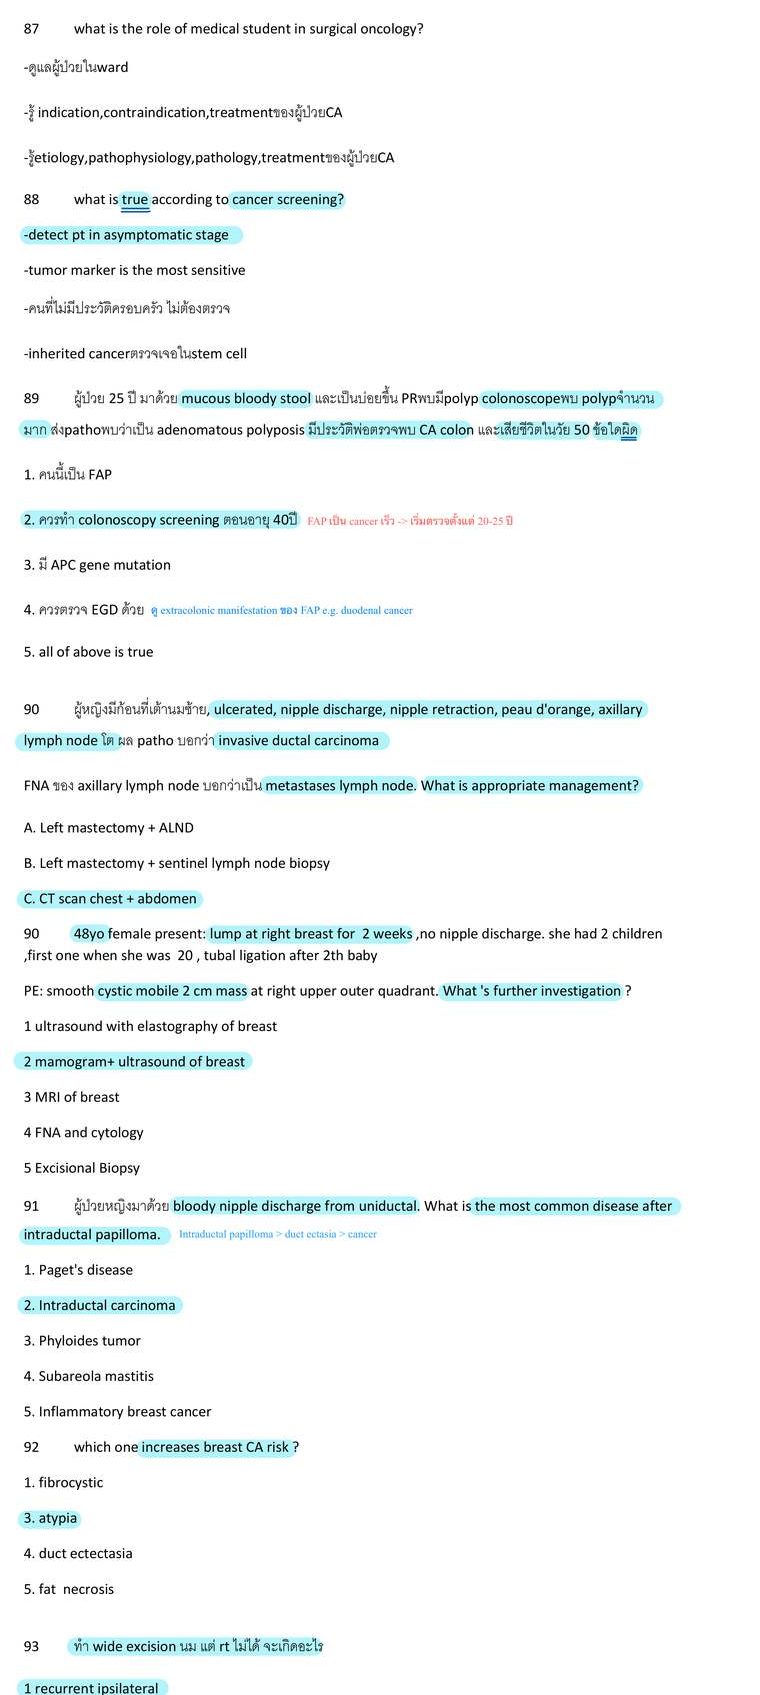 87 what is the role of medical student in surgical oncology?
-ดูแลผู้ป่วยในward
-รู้ indication,contraindication,treatmentของผู้ป่วยCA
-รู้etiology,pathophysiology,pathology,treatmentของผู้ป่วยCA
88 what is true according to cancer screening?
-detect pt in asymptomatic stage
-tumor marker is the most sensitive
-คนที่ไม่มีประวัติครอบครัว ไม่ต้องตรวจ
-inherited cancerตรวจเจอในstem cell
89 ผู้ป่วย 25 ปี มาด้วย mucous bloody stool และเป็นบ่อยขึ้น PRพบมีpolyp colonoscopeพบ polypจำนวน
มาก ส่งpathoพบว่าเป็น adenomatous polyposis มีประวัติพ่อตรวจพบ CA colon และเสียชีวิตในวัย 50 ข้อใดผิด
1. คนนี้เป็น FAP
2. ควรทำ colonoscopy screening ตอนอายุ 40ปี FAP เป็น cancer เร็ว -> เริ่มตรวจตั้งแต่ 20-25 ปี
3. มี APC gene mutation
4. ควรตรวจ EGD ด้วย ดู extracolonic manifestation ของ FAP e.g. duodenal cancer
5. all of above is true
90 ผู้หญิงมีก้อนที่เต้านมซ้าย, ulcerated, nipple discharge, nipple retraction, peau d'orange, axillary
lymph node โต ผล patho บอกว่า invasive ductal carcinoma
FNA ของ axillary lymph node บอกว่าเป็น metastases lymph node. What is appropriate management?
A. Left mastectomy + ALND
B. Left mastectomy + sentinel lymph node biopsy
C. CT scan chest + abdomen
90 48yo female present: lump at right breast for 2 weeks ,no nipple discharge. she had 2 children
,first one when she was 20 , tubal ligation after 2th baby
PE: smooth cystic mobile 2 cm mass at right upper outer quadrant. What 's further investigation ?
1 ultrasound with elastography of breast
2 mamogram+ ultrasound of breast
3 MRI of breast
4 FNA and cytology
5 Excisional Biopsy
91 ผู้ป่วยหญิงมาด้วย bloody nipple discharge from uniductal. What is the most common disease after
intraductal papilloma. Intraductal papilloma > duct ectasia > cancer
1. Paget's disease
2. Intraductal carcinoma
3. Phyloides tumor
4. Subareola mastitis
5. Inflammatory breast cancer
92 which one increases breast CA risk ?
1. fibrocystic
3. atypia
4. duct ectectasia
5. fat necrosis
93 ทำ wide excision นม แต่ rt ไม่ได้ จะเกิดอะไร
1 recurrent ipsilateral